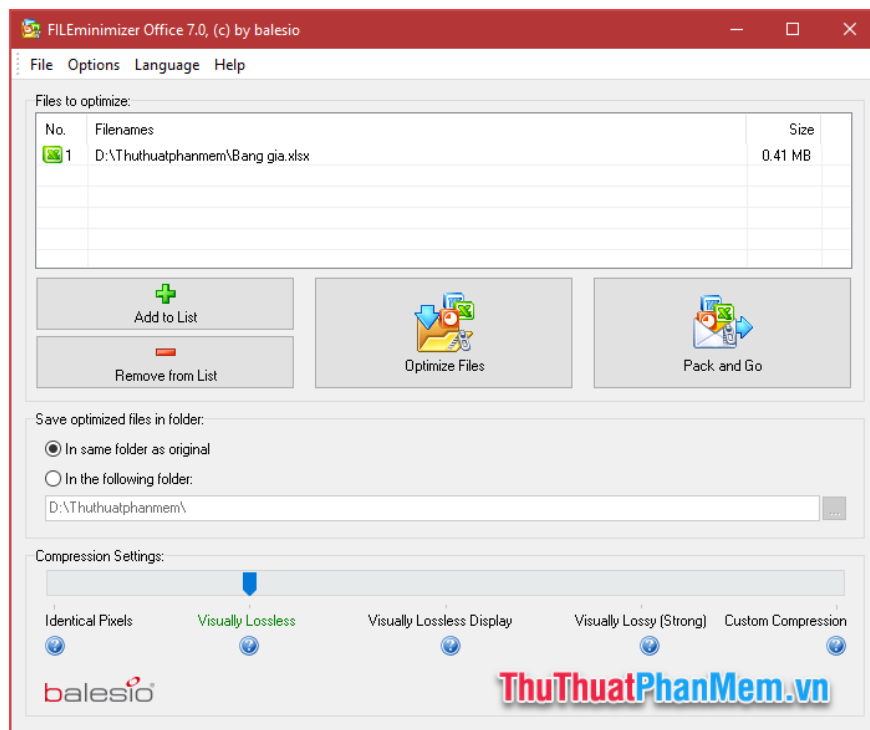 FILEminimizer Office 7.0, (c) by balesio
File Options Language Help
Files to optimize:
No. Filenames Size
1 D:\Thuthuatphanmem\Bang gia.xlsx 0.41 MB
Add to List
Remove from List
Optimize Files
Pack and Go
Save optimized files in folder:
In same folder as original
In the following folder:
D:\Thuthuatphanmem\
...
Compression Settings:
Identical Pixels Visually Lossless Visually Lossless Display Visually Lossy (Strong) Custom Compression
balesio
ThuThuatPhanMem.vn